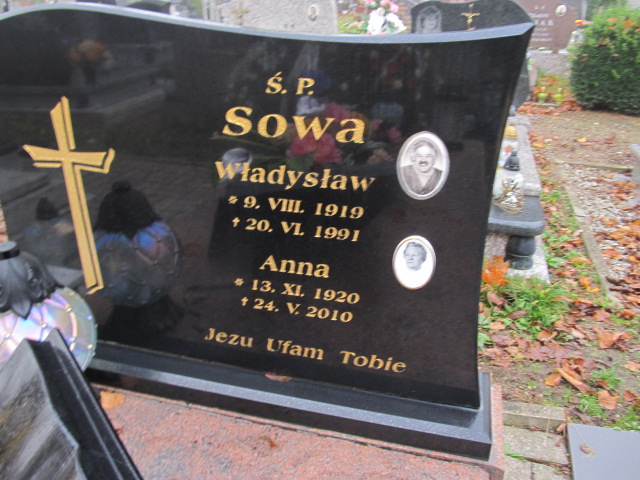 Ś. P.
Sowa
Władysław
* 9. VIII. 1919
† 20. VI. 1991
Anna
* 13. XI. 1920
† 24. V. 2010
Jezu Ufam Tobie